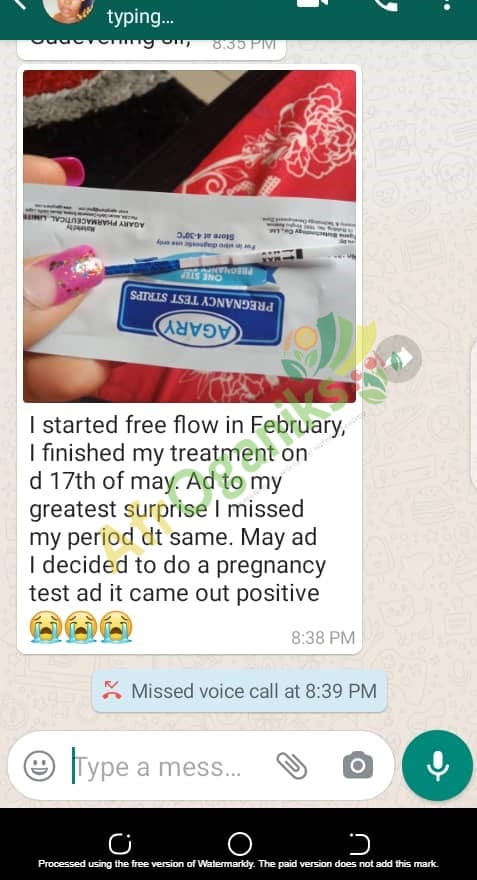 typing...
8:35 PM
AGARY PHARMACEUTICAL LIMITED
Store at 4-30°C
For in vitro diagnostic use only
ONE STEP
PREGNANCY TEST STRIPS
AGARY
AfrOganiks
I started free flow in February,
I finished my treatment on
d 17th of may. Ad to my
greatest surprise I missed
my period dt same. May ad
I decided to do a pregnancy
test ad it came out positive
😭😭😭
8:38 PM
Missed voice call at 8:39 PM
Type a mess...
Processed using the free version of Watermarkly. The paid version does not add this mark.